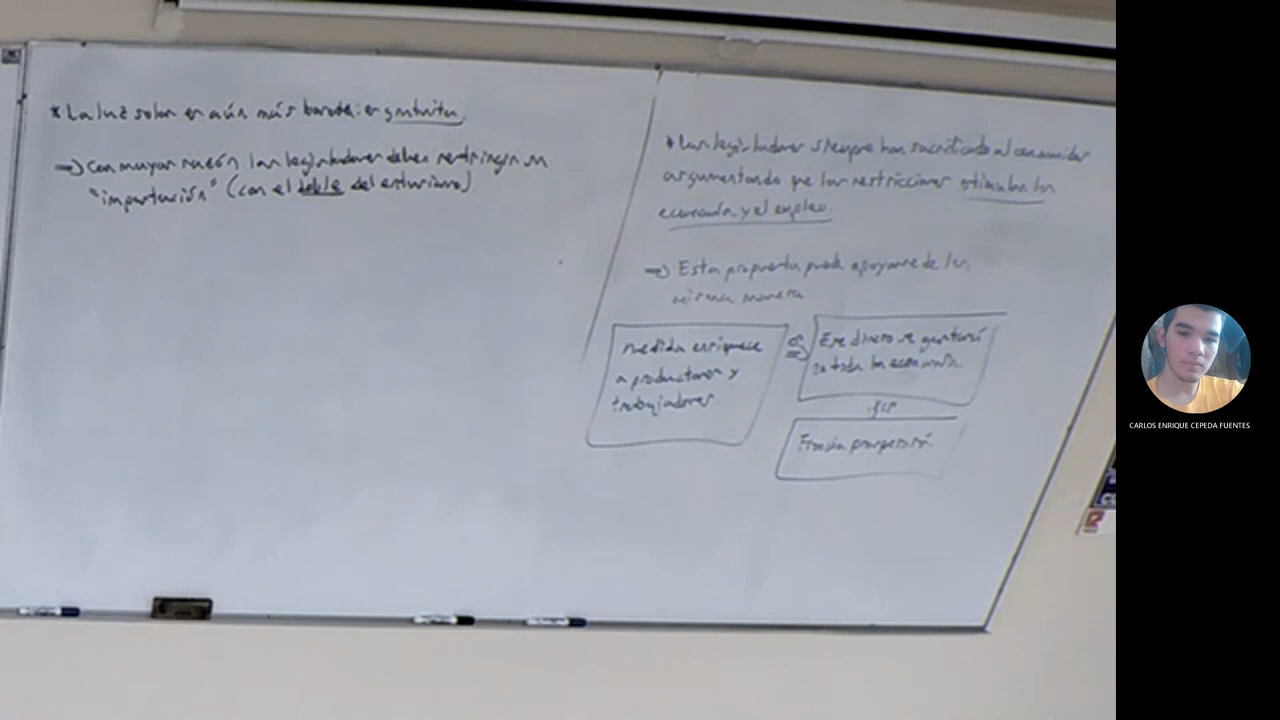 * La luz solar es aún más barata: es gratuita.
=> Con mayor razón los legisladores deben restringir su
"importación" (con el doble del entusiasmo)
* Los legisladores siempre han sacrificado al consumidor
argumentando que las restricciones estimulan la
economía y el empleo.
=> Esta propuesta puede apoyarse de la
misma manera
Medida enriquece
a productores y
trabajadores
=>
Ese dinero se gastará
en toda la economía.
Francia prosperará.
CARLOS ENRIQUE CEPEDA FUENTES